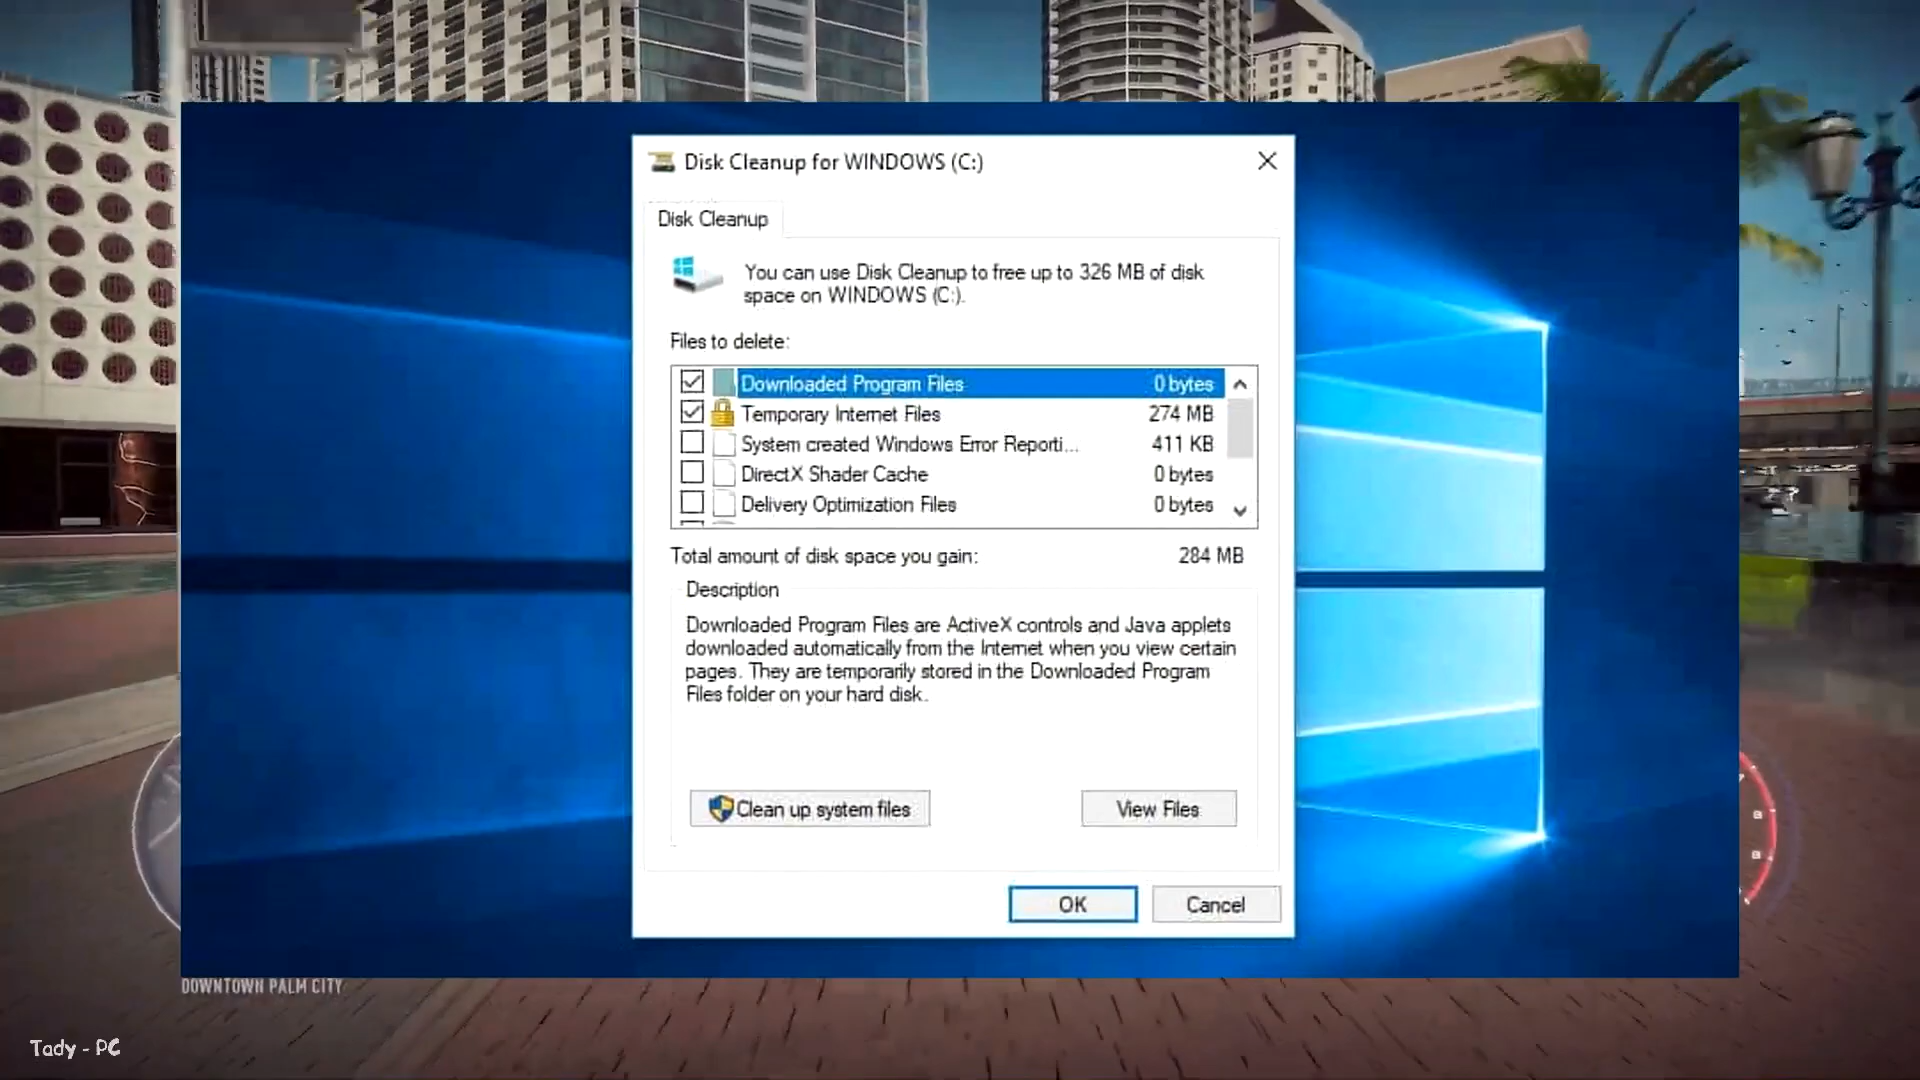 Disk Cleanup for WINDOWS (C:)
Disk Cleanup
You can use Disk Cleanup to free up to 326 MB of disk
space on WINDOWS (C:).
Files to delete:
Downloaded Program Files 0 bytes
Temporary Internet Files 274 MB
System created Windows Error Reporti... 411 KB
DirectX Shader Cache 0 bytes
Delivery Optimization Files 0 bytes
Total amount of disk space you gain: 284 MB
Description
Downloaded Program Files are ActiveX controls and Java applets
downloaded automatically from the Internet when you view certain
pages. They are temporarily stored in the Downloaded Program
Files folder on your hard disk.
Clean up system files
View Files
OK
Cancel
DOWNTOWN PALM CITY
Tady - PC